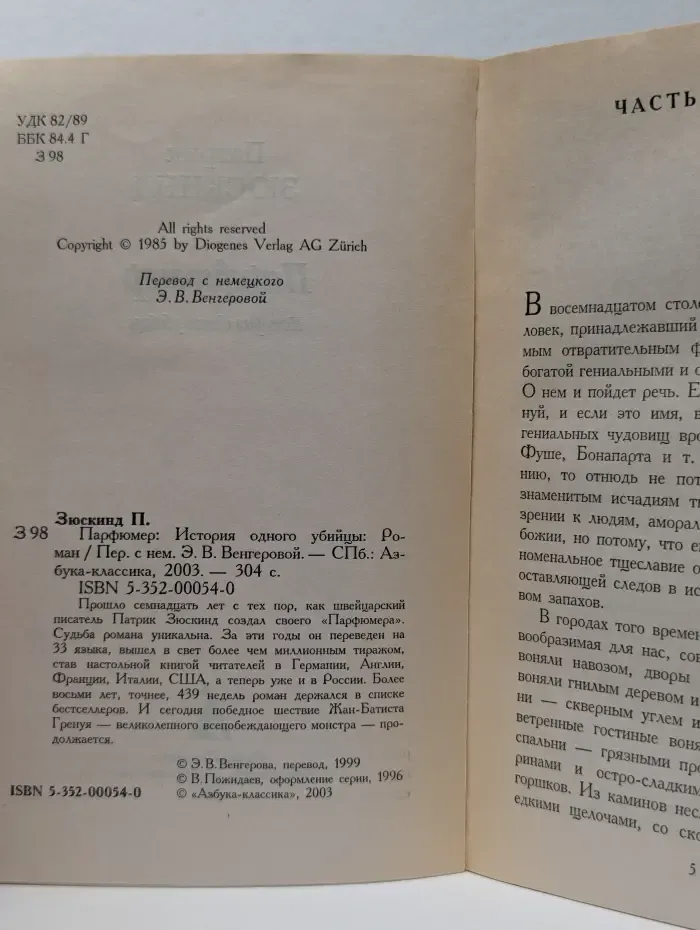 УДК 82/89
ББК 84.4 Г
З 98
All rights reserved
Copyright © 1985 by Diogenes Verlag AG Zürich
Перевод с немецкого
Э. В. Венгеровой
Зюскинд П.
З 98 Парфюмер: История одного убийцы: Ро-
ман / Пер. с нем. Э. В. Венгеровой. — СПб.: Аз-
бука-классика, 2003. — 304 с.
ISBN 5-352-00054-0
Прошло семнадцать лет с тех пор, как швейцарский
писатель Патрик Зюскинд создал своего «Парфюмера».
Судьба романа уникальна. За эти годы он переведен на
33 языка, вышел в свет более чем миллионным тиражом,
став настольной книгой читателей в Германии, Англии,
Франции, Италии, США, а теперь уже и в России. Более
восьми лет, точнее, 439 недель роман держался в списке
бестселлеров. И сегодня победное шествие Жан-Батиста
Гренуя — великолепного всепобеждающего монстра — про-
должается.
© Э. В. Венгерова, перевод, 1999
© В. Пожидаев, оформление серии, 1996
ISBN 5-352-00054-0 © «Азбука-классика», 2003
ЧАСТЬ
В восемнадцатом столе
ловек, принадлежавший
мым отвратительным ф
богатой гениальными и с
О нем и пойдет речь. Е
нуй, и если это имя, в
гениальных чудовищ вре
Фуше, Бонапарта и т.
нию, то отнюдь не пот
знаменитым исчадиям ть
зрении к людям, аморал
божии, но потому, что е
номенальное тщеславие о
оставляющей следов в ис
вом запахов.
В городах того времен
вообразимая для нас, сов
воняли навозом, дворы
воняли гнилым деревом и
ни — скверным углем и
ветренные гостиные воня
спальни — грязными про
ринами и остро-сладким
горшков. Из каминов несл
едкими щелочами, со ско
5